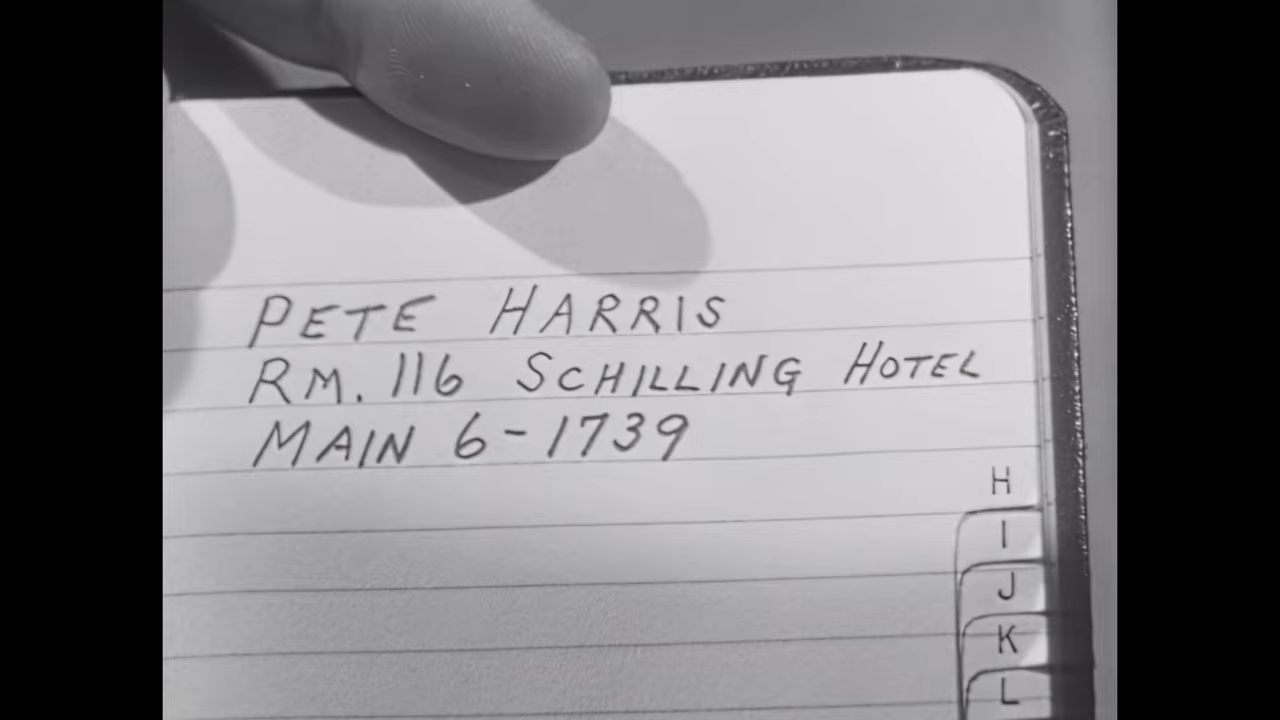 PETE HARRIS
RM. 116 SCHILLING HOTEL
MAIN 6-1739
H
I
J
K
L